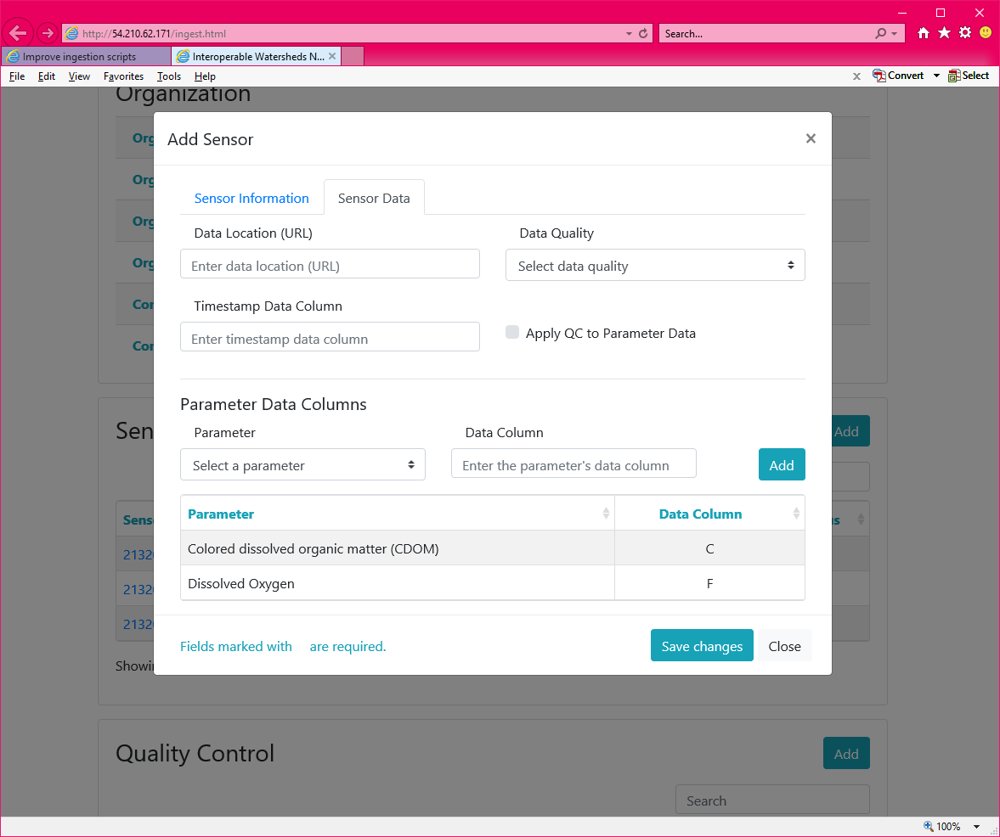 http://54.210.62.171/ingest.html
Search...
Improve ingestion scripts
Interoperable Watersheds N...
File Edit View Favorites Tools Help
Convert Select
Organization
Add Sensor
Sensor Information Sensor Data
Data Location (URL) Data Quality
Enter data location (URL) Select data quality
Timestamp Data Column
Enter timestamp data column Apply QC to Parameter Data
Parameter Data Columns
Parameter Data Column
Select a parameter Enter the parameter's data column Add
Parameter Data Column
Colored dissolved organic matter (CDOM) C
Dissolved Oxygen F
Fields marked with are required. Save changes Close
Add
Quality Control Add
Search
100%